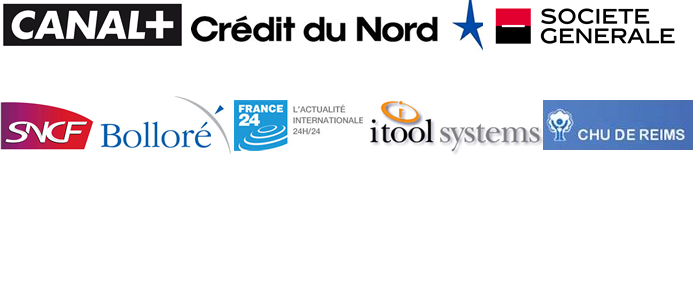 CANAL+
Crédit du Nord
SOCIETE
GENERALE
SNCF
Bolloré
FRANCE
24
L'ACTUALITÉ
INTERNATIONALE
24H/24
itool systems
CHU DE REIMS